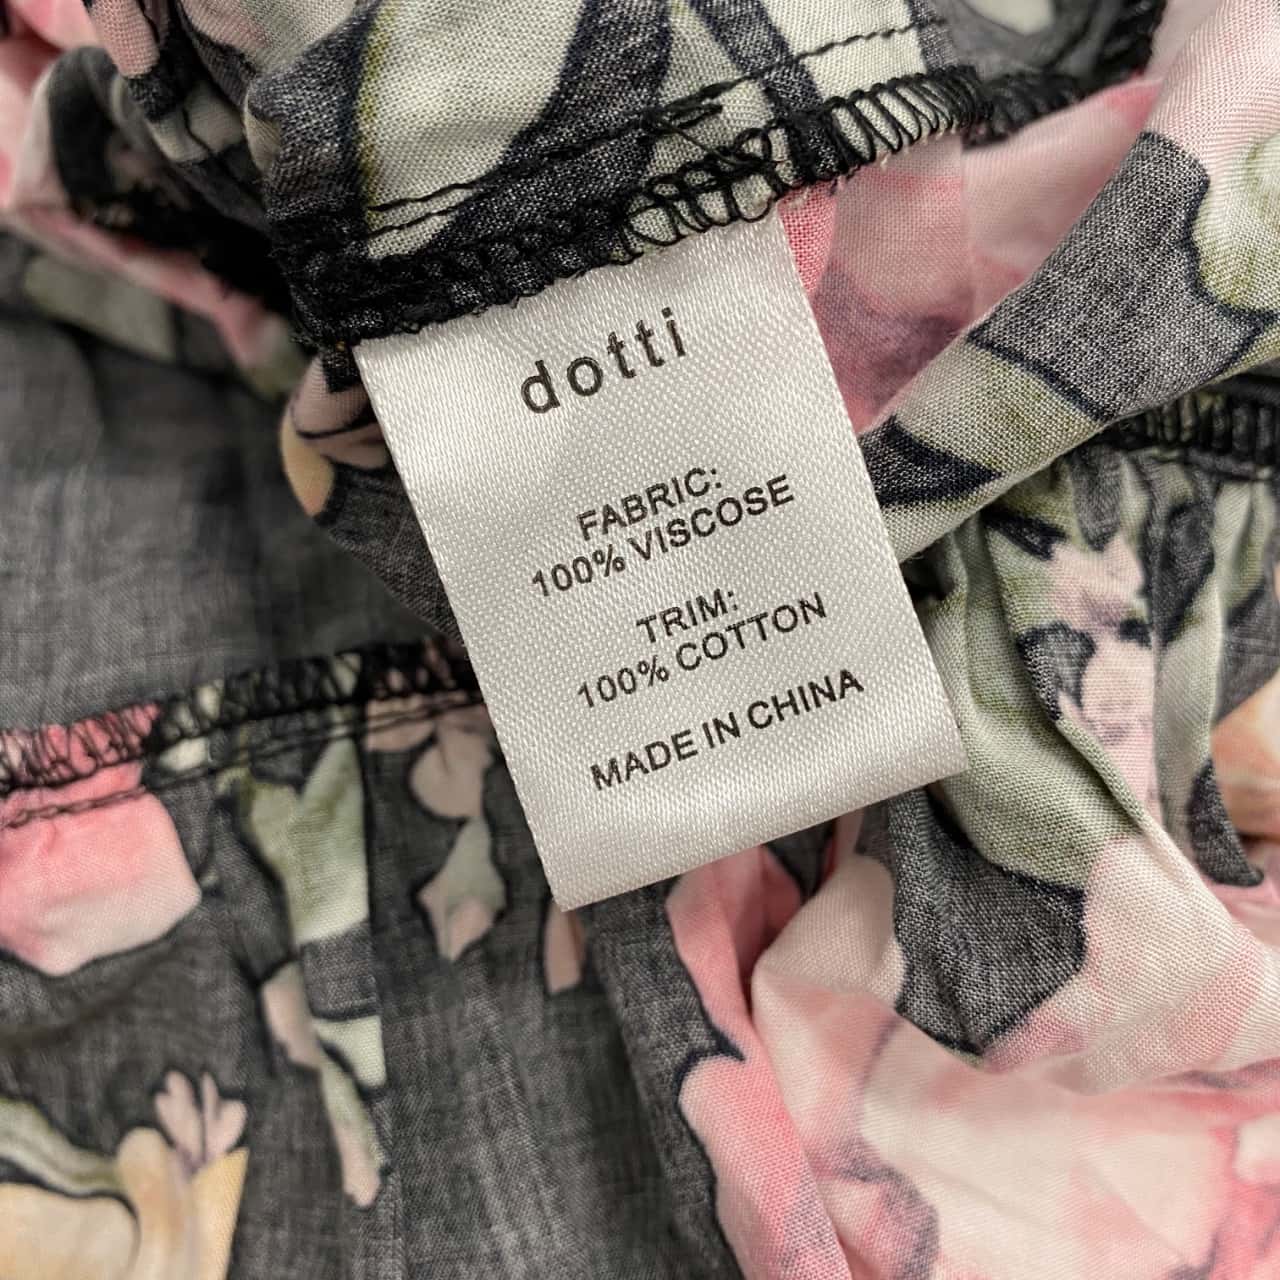 dotti
FABRIC:
100% VISCOSE
TRIM:
100% COTTON
MADE IN CHINA